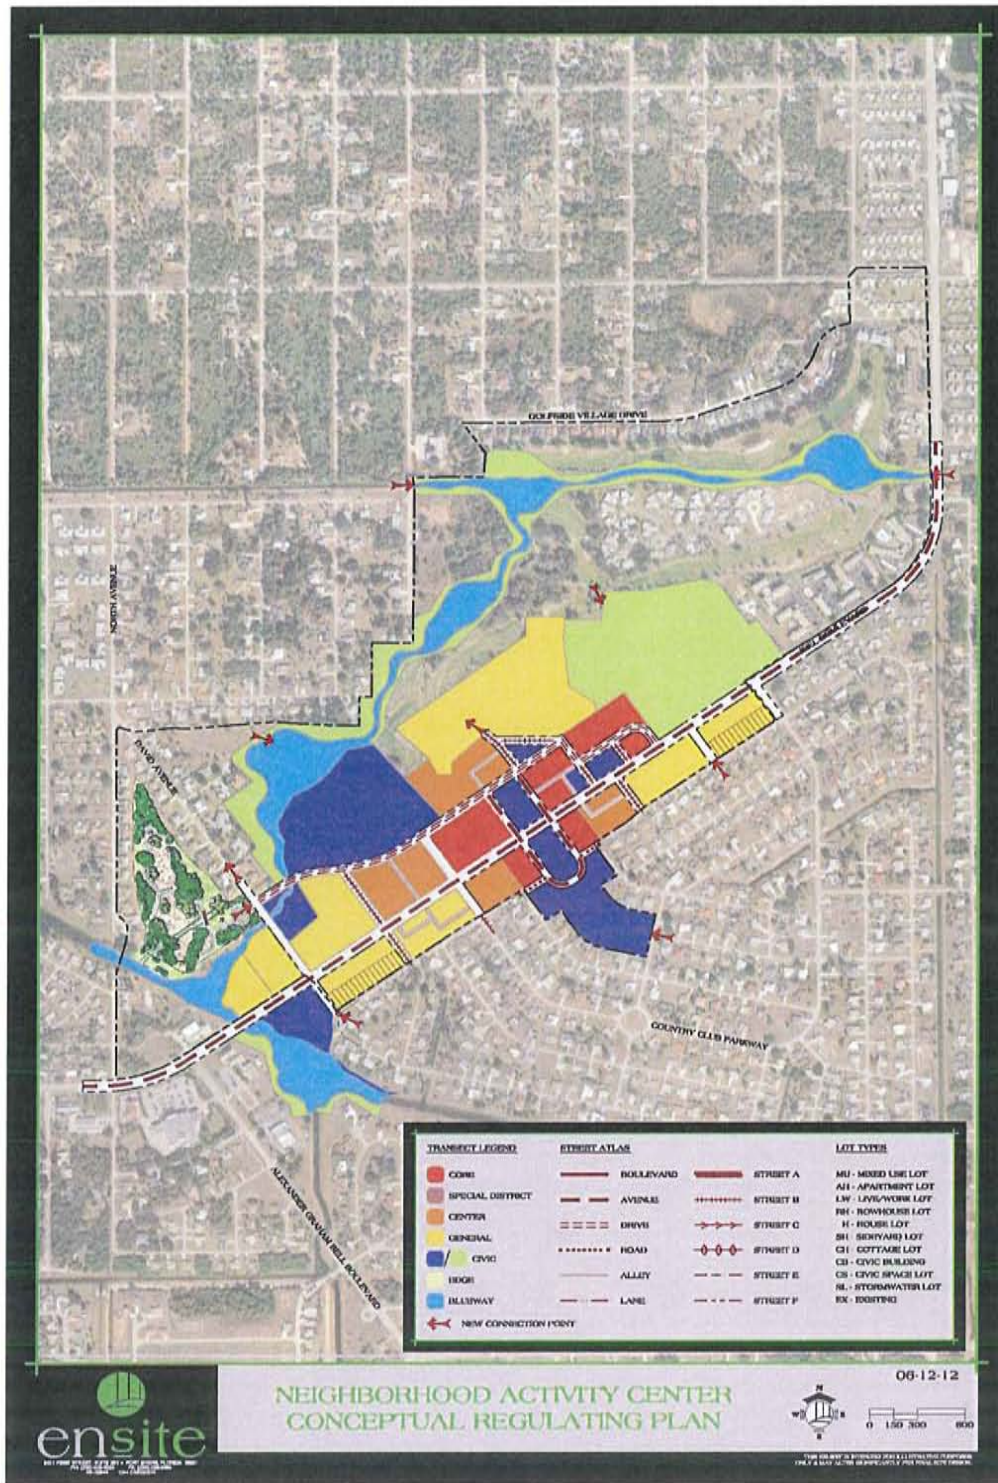 GOLFSIDE VILLAGE DRIVE
NORTH AVENUE
BELL BOULEVARD
DAVID AVENUE
COUNTRY CLUB PARKWAY
ALEXANDER GRAHAM BELL BOULEVARD
TRANSECT LEGEND
CORE
SPECIAL DISTRICT
CENTER
GENERAL
/ CIVIC
EDGE
BLUEWAY
NEW CONNECTION POINT
STREET ATLAS
BOULEVARD
AVENUE
DRIVE
ROAD
ALLEY
LANE
STREET A
STREET B
STREET C
STREET D
STREET E
STREET F
LOT TYPES
MU - MIXED USE LOT
AH - APARTMENT LOT
LW - LIVE/WORK LOT
RH - ROWHOUSE LOT
H - HOUSE LOT
SH - SIDEYARD LOT
CH - COTTAGE LOT
CB - CIVIC BUILDING
CS - CIVIC SPACE LOT
SL - STORMWATER LOT
EX - EXISTING
ensite
NEIGHBORHOOD ACTIVITY CENTER
CONCEPTUAL REGULATING PLAN
06-12-12
N
W E
S
0 150 300 600